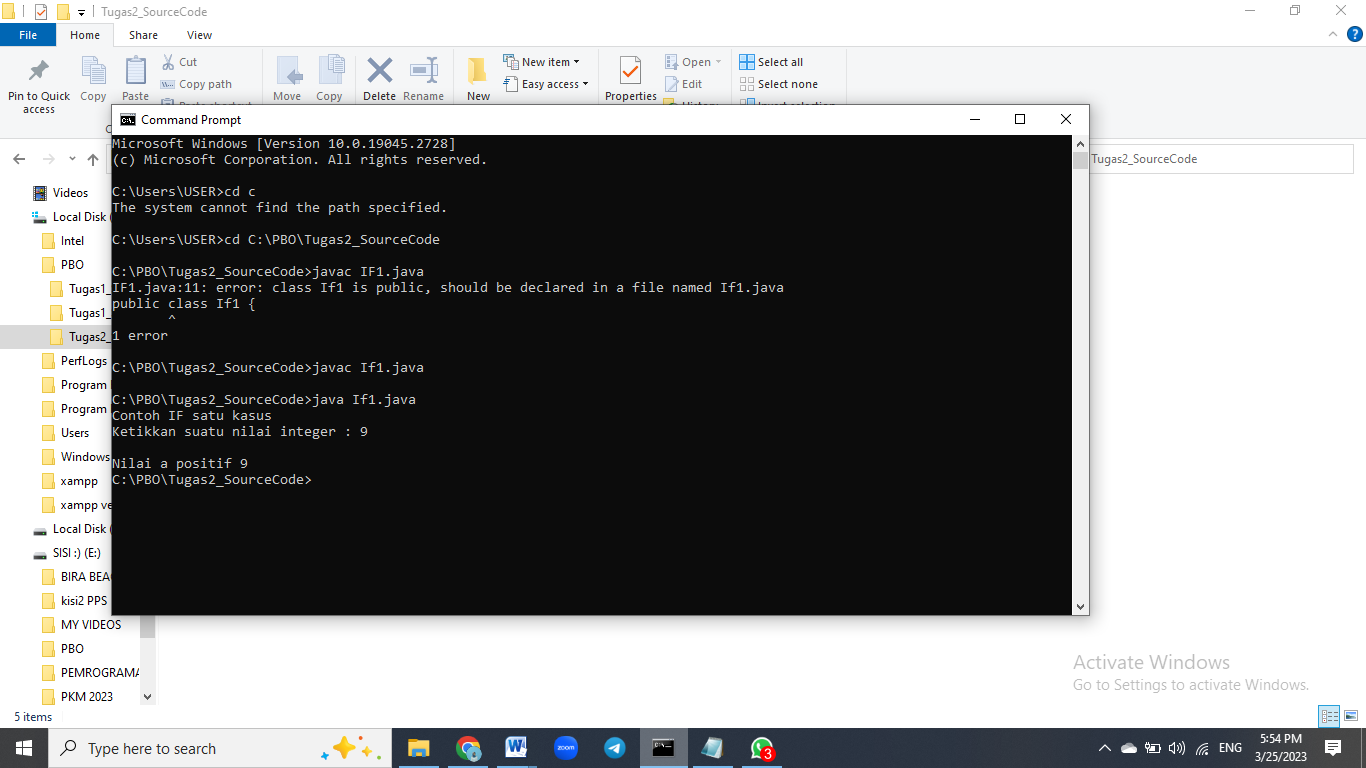 Tugas2_SourceCode
File Home Share View
Pin to Quick access
Copy
Paste
Cut
Copy path
Move
Copy
Delete
Rename
New
New item
Easy access
Properties
Open
Edit
Select all
Select none
Tugas2_SourceCode
Command Prompt
Microsoft Windows [Version 10.0.19045.2728]
(c) Microsoft Corporation. All rights reserved.
C:\Users\USER>cd c
The system cannot find the path specified.
C:\Users\USER>cd C:\PBO\Tugas2_SourceCode
C:\PBO\Tugas2_SourceCode>javac IF1.java
IF1.java:11: error: class If1 is public, should be declared in a file named If1.java
public class If1 {
^
1 error
C:\PBO\Tugas2_SourceCode>javac If1.java
C:\PBO\Tugas2_SourceCode>java If1.java
Contoh IF satu kasus
Ketikkan suatu nilai integer : 9
Nilai a positif 9
C:\PBO\Tugas2_SourceCode>
Videos
Local Disk (
Intel
PBO
Tugas1_
Tugas1_
Tugas2_
PerfLogs
Program
Program
Users
Windows
xampp
xampp ve
Local Disk (
SISI :) (E:)
BIRA BEA
kisi2 PPS
MY VIDEOS
PBO
PEMROGRAMA
PKM 2023
5 items
Activate Windows
Go to Settings to activate Windows.
Type here to search
zoom
3
ENG
5:54 PM
3/25/2023